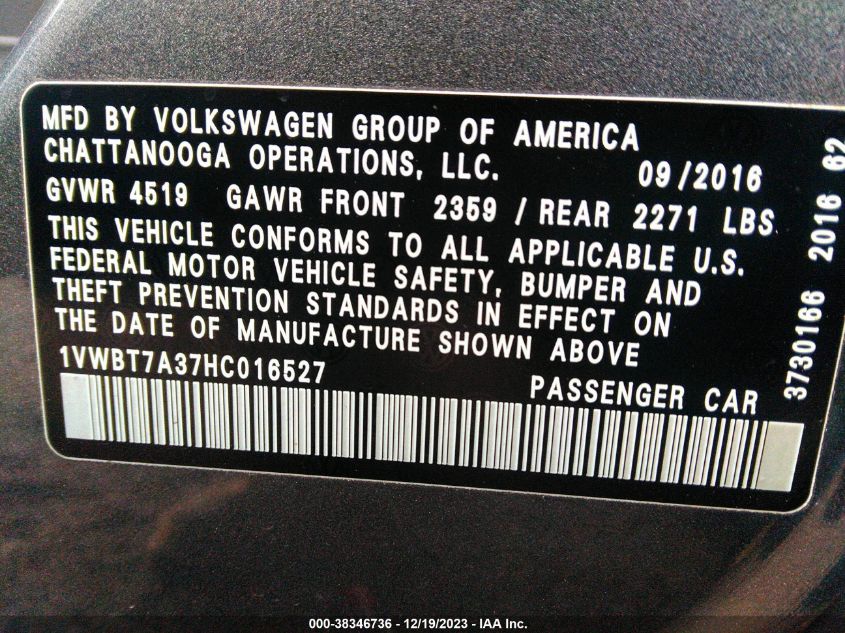 MFD BY VOLKSWAGEN GROUP OF AMERICA
CHATTANOOGA OPERATIONS, LLC. 09/2016
GVWR 4519 GAWR FRONT 2359 / REAR 2271 LBS
THIS VEHICLE CONFORMS TO ALL APPLICABLE U.S.
FEDERAL MOTOR VEHICLE SAFETY, BUMPER AND
THEFT PREVENTION STANDARDS IN EFFECT ON
THE DATE OF MANUFACTURE SHOWN ABOVE
1VWBT7A37HC016527 PASSENGER CAR
3730166 2016 62
000-38346736 - 12/19/2023 - IAA Inc.